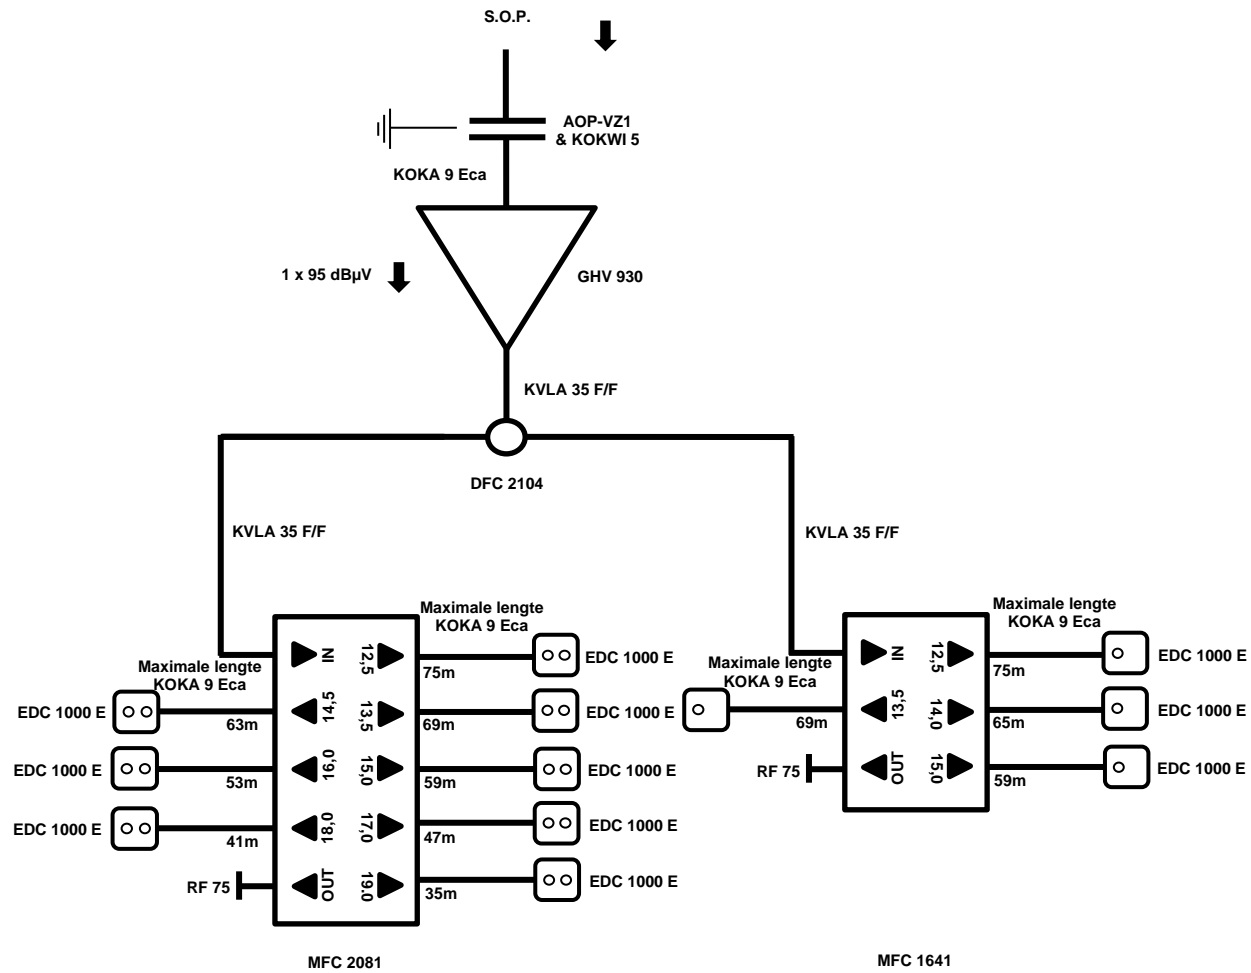 S.O.P.
AOP-VZ1
& KOKWI 5
KOKA 9 Eca
GHV 930
1 x 95 dBµV
KVLA 35 F/F
DFC 2104
KVLA 35 F/F
KVLA 35 F/F
Maximale lengte
KOKA 9 Eca
Maximale lengte
KOKA 9 Eca
IN
12,5
75m
EDC 1000 E
EDC 1000 E
63m
14,5
13,5
69m
EDC 1000 E
EDC 1000 E
53m
16,0
15,0
59m
EDC 1000 E
EDC 1000 E
41m
18,0
17,0
47m
EDC 1000 E
RF 75
OUT
19.0
35m
EDC 1000 E
MFC 2081
Maximale lengte
KOKA 9 Eca
Maximale lengte
KOKA 9 Eca
IN
12,5
75m
EDC 1000 E
69m
13,5
14,0
65m
EDC 1000 E
RF 75
OUT
15,0
59m
EDC 1000 E
MFC 1641